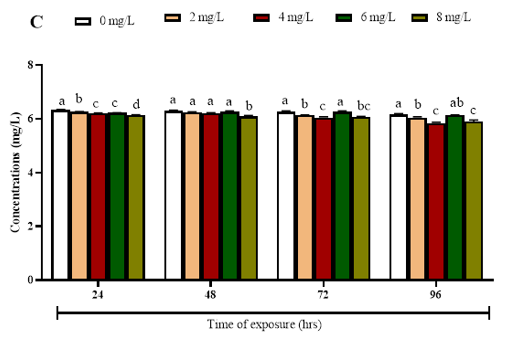 C
0 mg/L 2 mg/L 4 mg/L 6 mg/L 8 mg/L
Concentrations (mg/L)
8
6
4
2
0
a b c c d
a a a a b
a b c a bc
a b c ab c
24 48 72 96
Time of exposure (hrs)